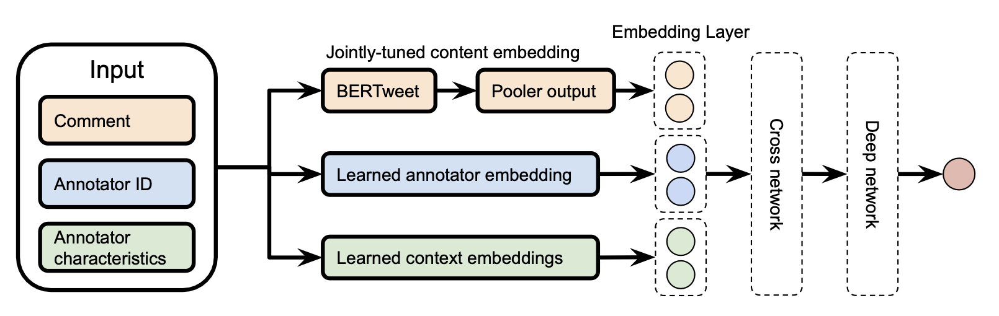 Input
Comment
Annotator ID
Annotator
characteristics
Jointly-tuned content embedding
BERTweet
Pooler output
Learned annotator embedding
Learned context embeddings
Embedding Layer
Cross network
Deep network